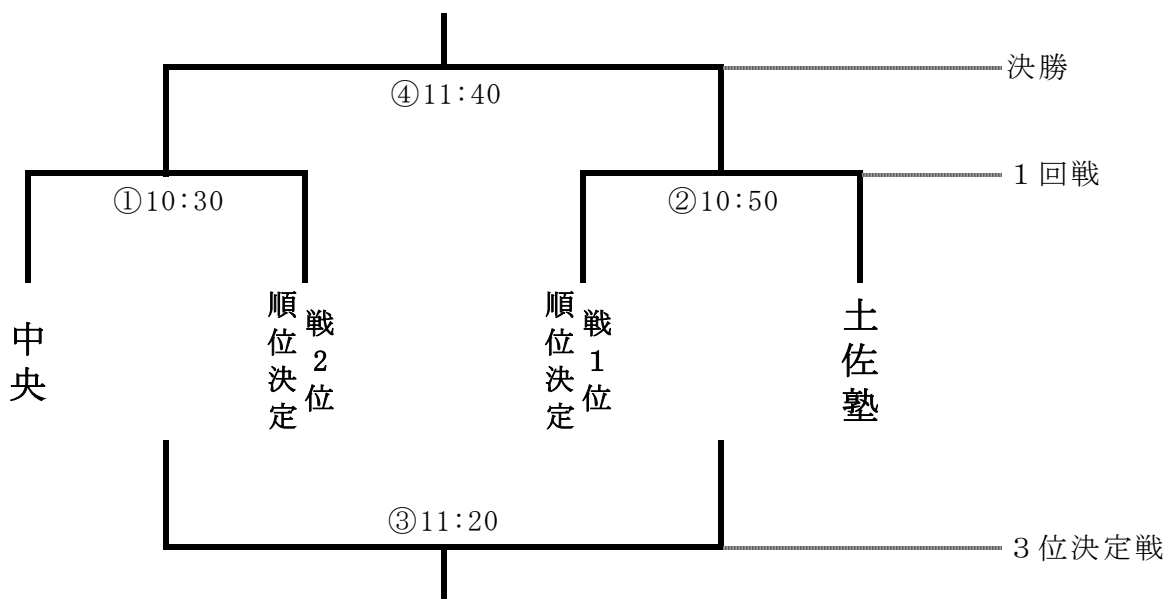 決勝
④11:40
１回戦
①10:30
②10:50
中央
順位決定
戦2位
順位決定
戦1位
土佐塾
③11:20
３位決定戦